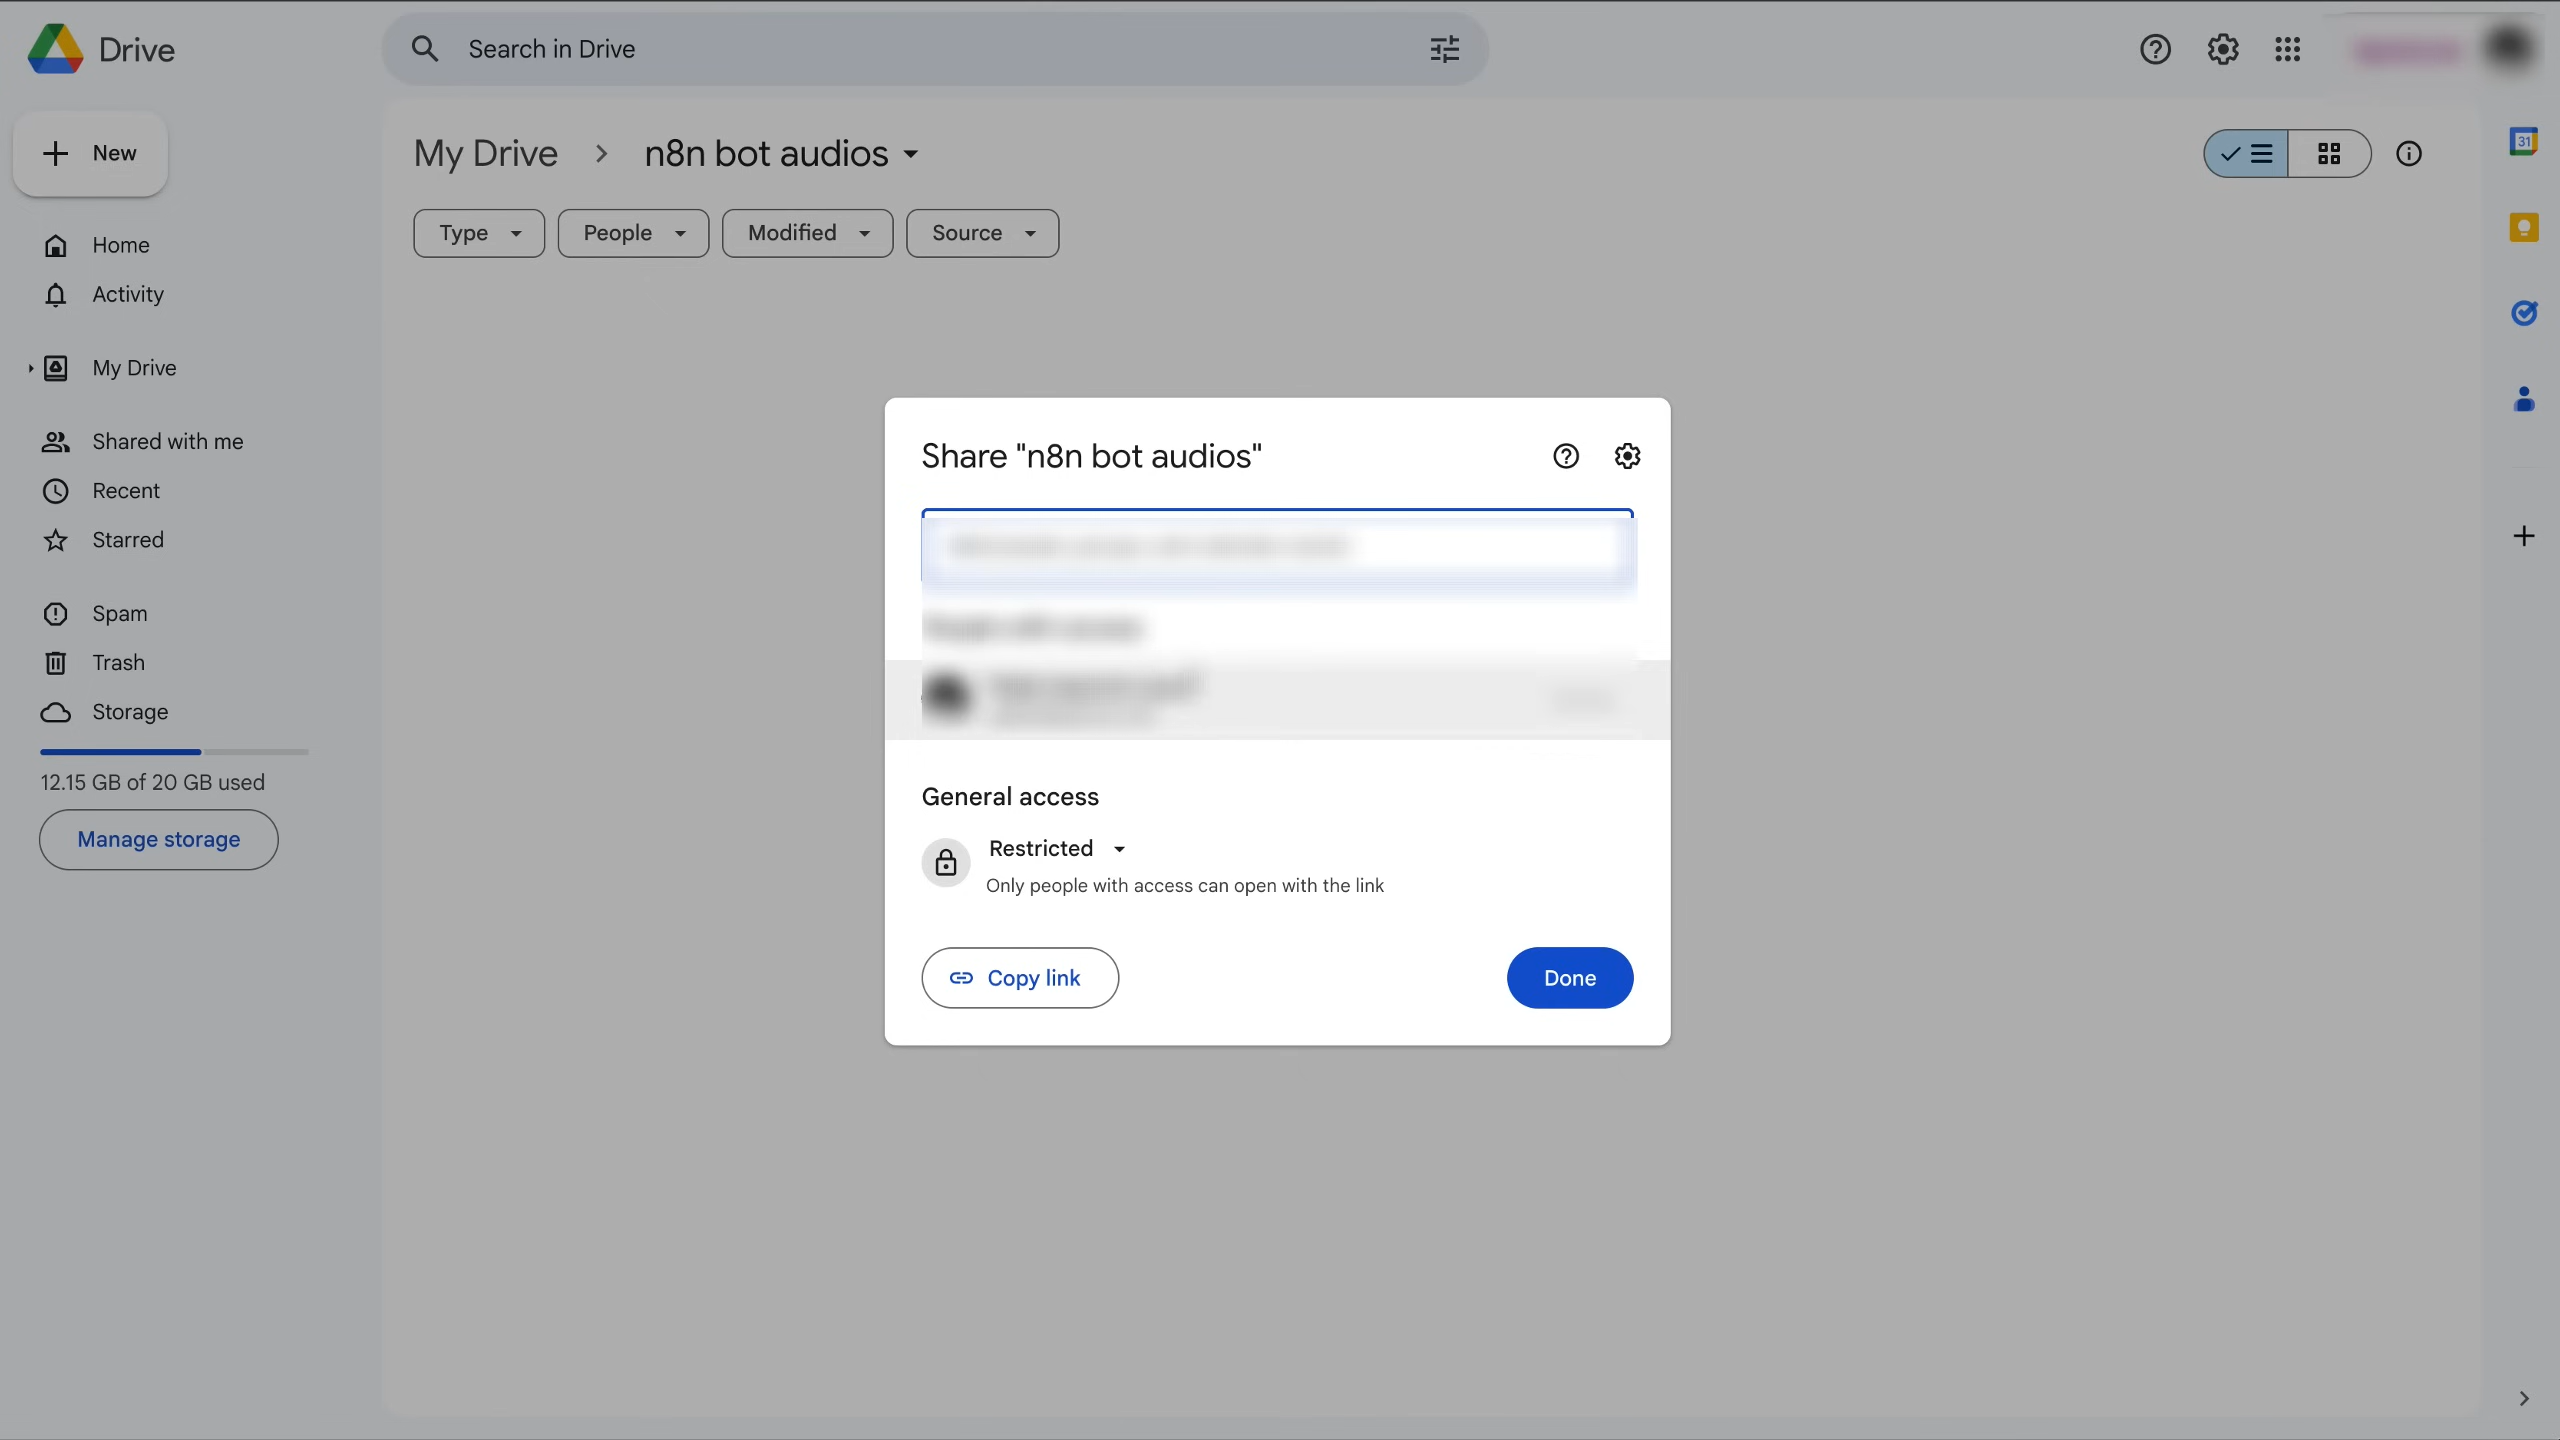 Drive
Search in Drive
New
My Drive
n8n bot audios
Type
People
Modified
Source
Home
Activity
My Drive
Shared with me
Recent
Starred
Spam
Trash
Storage
12.15 GB of 20 GB used
Manage storage
31
Share "n8n bot audios"
General access
Restricted
Only people with access can open with the link
Copy link
Done